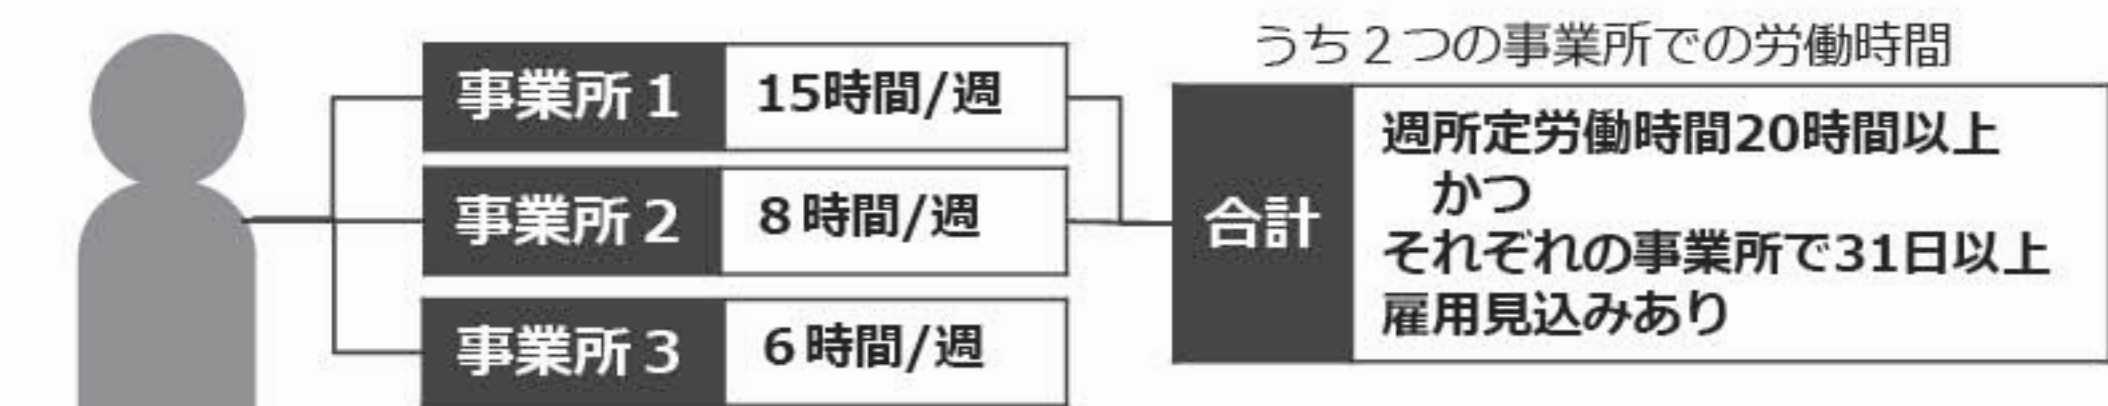 うち２つの事業所での労働時間
事業所１ 15時間/週
事業所２ ８時間/週
事業所３ ６時間/週
合計
週所定労働時間20時間以上
かつ
それぞれの事業所で31日以上
雇用見込みあり